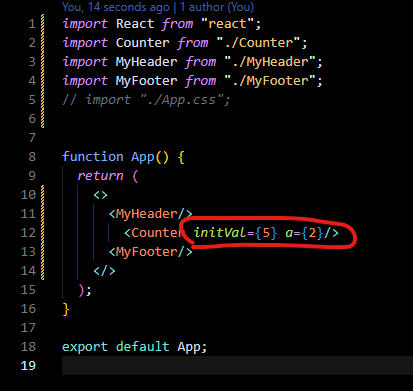 You, 14 seconds ago | 1 author (You)
1 import React from "react";
2 import Counter from "./Counter";
3 import MyHeader from "./MyHeader";
4 import MyFooter from "./MyFooter";
5 // import "./App.css";
6
7
8 function App() {
9 return (
10 <>
11 <MyHeader/>
12 <Counter initVal={5} a={2}/>
13 <MyFooter/>
14 </>
15 );
16 }
17
18 export default App;
19